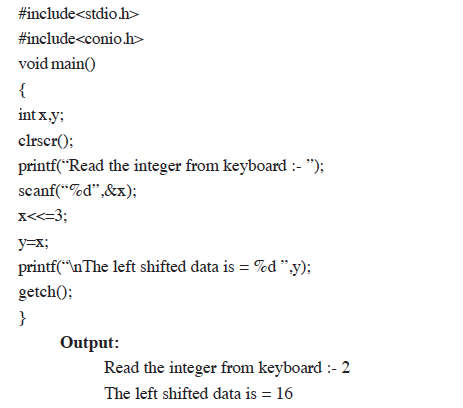 #include<stdio.h>
#include<conio.h>
void main()
{
int x,y;
clrscr();
printf(“Read the integer from keyboard :- ”);
scanf(“%d”,&x);
x<<=3;
y=x;
printf(“\nThe left shifted data is = %d ”,y);
getch();
}
Output:
Read the integer from keyboard :- 2
The left shifted data is = 16